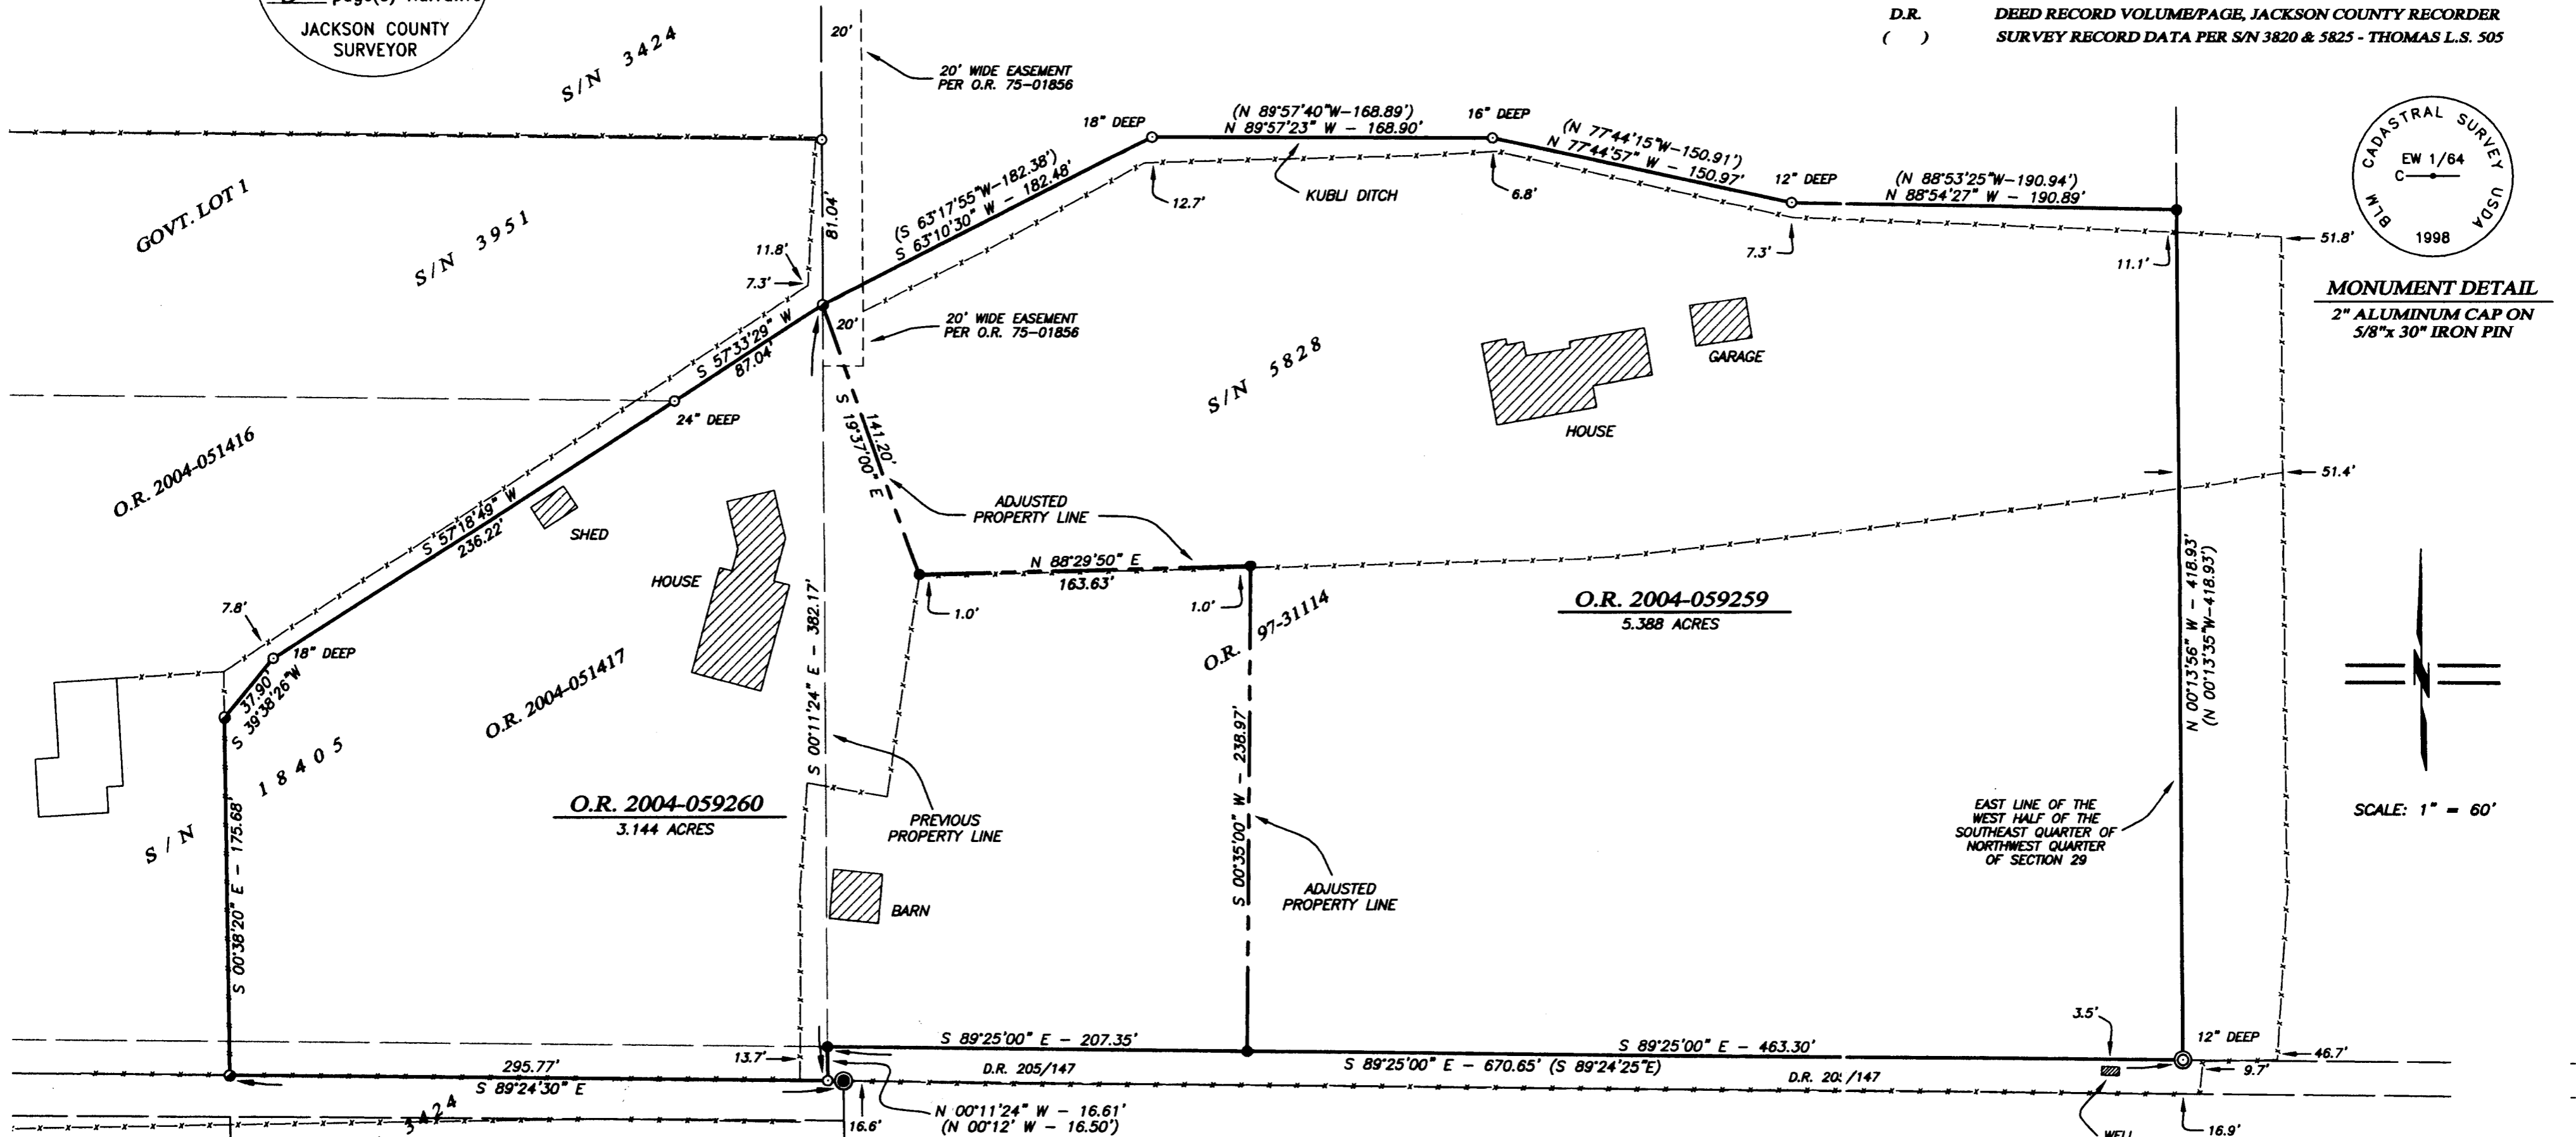 page(s) narrative
JACKSON COUNTY
SURVEYOR
D.R. DEED RECORD VOLUME/PAGE, JACKSON COUNTY RECORDER
( ) SURVEY RECORD DATA PER S/N 3820 & 5825 - THOMAS L.S. 505
S/N 3424
20'
20' WIDE EASEMENT
PER O.R. 75-01856
18" DEEP
(N 89°57'40"W-168.89')
N 89°57'23" W - 168.90'
16" DEEP
(N 77°44'15"W-150.91')
N 77°44'57" W - 150.97'
12" DEEP
(N 88°53'25"W-190.94')
N 88°54'27" W - 190.89'
BLM CADASTRAL SURVEY USDA
EW 1/64
C
1998
MONUMENT DETAIL
2" ALUMINUM CAP ON
5/8"x 30" IRON PIN
GOVT. LOT 1
S/N 3951
81.04'
(S 63°17'55"W-182.38')
S 63°10'30" W - 182.48'
12.7'
KUBLI DITCH
6.8'
7.3'
11.1'
51.8'
11.8'
7.3'
20'
20' WIDE EASEMENT
PER O.R. 75-01856
S 57°33'29" W
87.04'
24" DEEP
S/N 5828
GARAGE
HOUSE
O.R. 2004-051416
141.20'
S 19°37'00" E
51.4'
S 57°18'49" W
236.22'
SHED
ADJUSTED
PROPERTY LINE
HOUSE
N 88°29'50" E
163.63'
1.0'
1.0'
O.R. 97-31114
O.R. 2004-059259
5.388 ACRES
N 00°13'56" W - 418.93'
(N 00°13'35"W-418.93')
7.8'
18" DEEP
37.90'
S 39°38'26"W
O.R. 2004-051417
S 00°11'24" E - 382.17'
S/N 18405
O.R. 2004-059260
3.144 ACRES
PREVIOUS
PROPERTY LINE
S 00°35'00" W - 238.97'
EAST LINE OF THE
WEST HALF OF THE
SOUTHEAST QUARTER OF
NORTHWEST QUARTER
OF SECTION 29
SCALE: 1" = 60'
N
S 00°38'20" E - 175.68'
BARN
ADJUSTED
PROPERTY LINE
13.7'
S 89°25'00" E - 207.35'
S 89°25'00" E - 463.30'
3.5'
12" DEEP
46.7'
295.77'
S 89°24'30" E
D.R. 205/147
S 89°25'00" E - 670.65' (S 89°24'25"E)
D.R. 205/147
9.7'
3424
16.6'
N 00°11'24" W - 16.61'
(N 00°12' W - 16.50')
WELL
16.9'